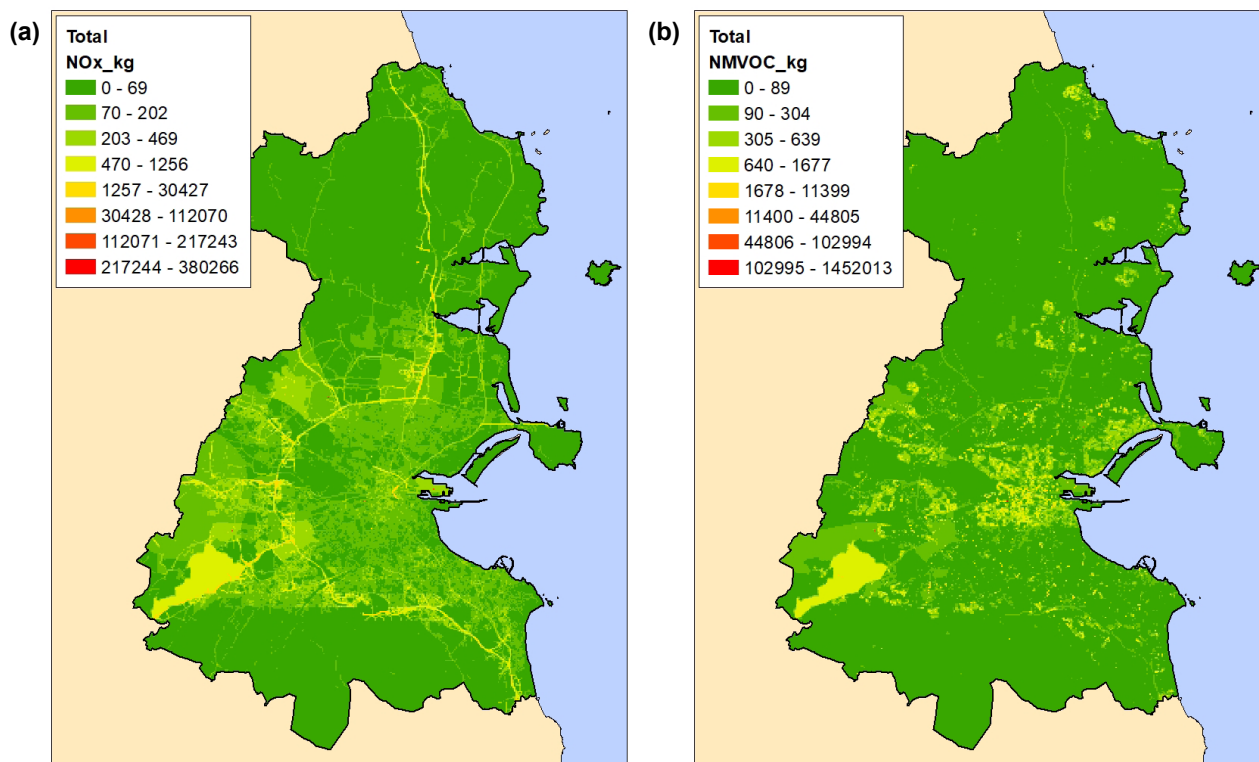 (a)
Total
NOx_kg
0 - 69
70 - 202
203 - 469
470 - 1256
1257 - 30427
30428 - 112070
112071 - 217243
217244 - 380266
(b)
Total
NMVOC_kg
0 - 89
90 - 304
305 - 639
640 - 1677
1678 - 11399
11400 - 44805
44806 - 102994
102995 - 1452013